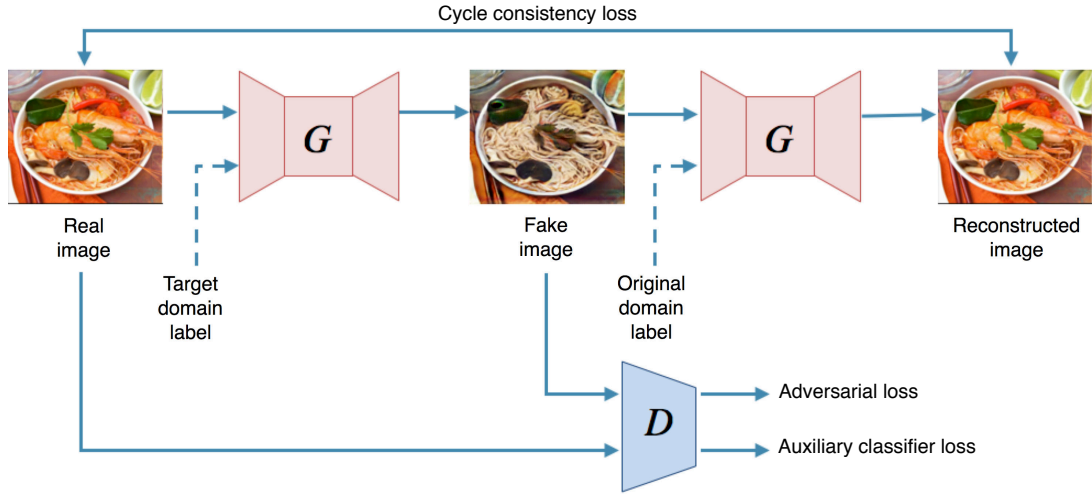 Cycle consistency loss
G
G
Real
image
Fake
image
Reconstructed
image
Target
domain
label
Original
domain
label
D
Adversarial loss
Auxiliary classifier loss